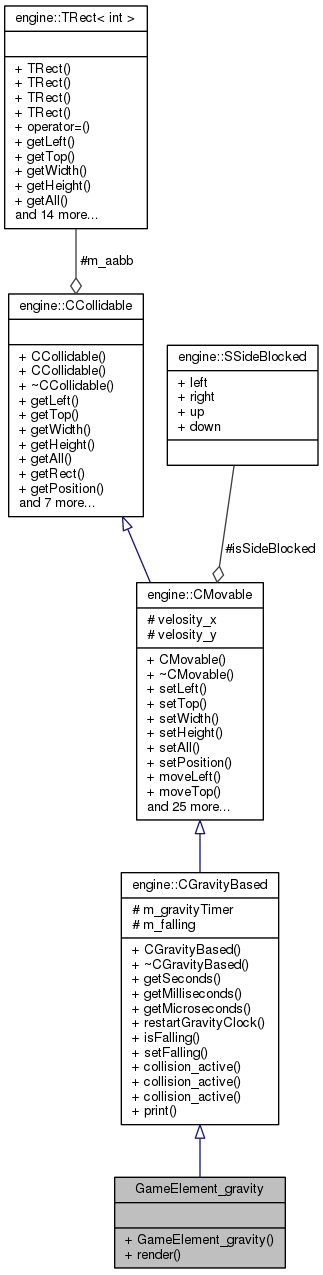 engine::TRect< int >
+ TRect()
+ TRect()
+ TRect()
+ TRect()
+ operator=()
+ getLeft()
+ getTop()
+ getWidth()
+ getHeight()
+ getAll()
and 14 more...
#m_aabb
engine::CCollidable
+ CCollidable()
+ CCollidable()
+ ~CCollidable()
+ getLeft()
+ getTop()
+ getWidth()
+ getHeight()
+ getAll()
+ getRect()
+ getPosition()
and 7 more...
engine::SSideBlocked
+ left
+ right
+ up
+ down
#isSideBlocked
engine::CMovable
# velosity_x
# velosity_y
+ CMovable()
+ ~CMovable()
+ setLeft()
+ setTop()
+ setWidth()
+ setHeight()
+ setAll()
+ setPosition()
+ moveLeft()
+ moveTop()
and 25 more...
engine::CGravityBased
# m_gravityTimer
# m_falling
+ CGravityBased()
+ ~CGravityBased()
+ getSeconds()
+ getMilliseconds()
+ getMicroseconds()
+ restartGravityClock()
+ isFalling()
+ setFalling()
+ collision_active()
+ collision_active()
+ collision_active()
+ print()
GameElement_gravity
+ GameElement_gravity()
+ render()